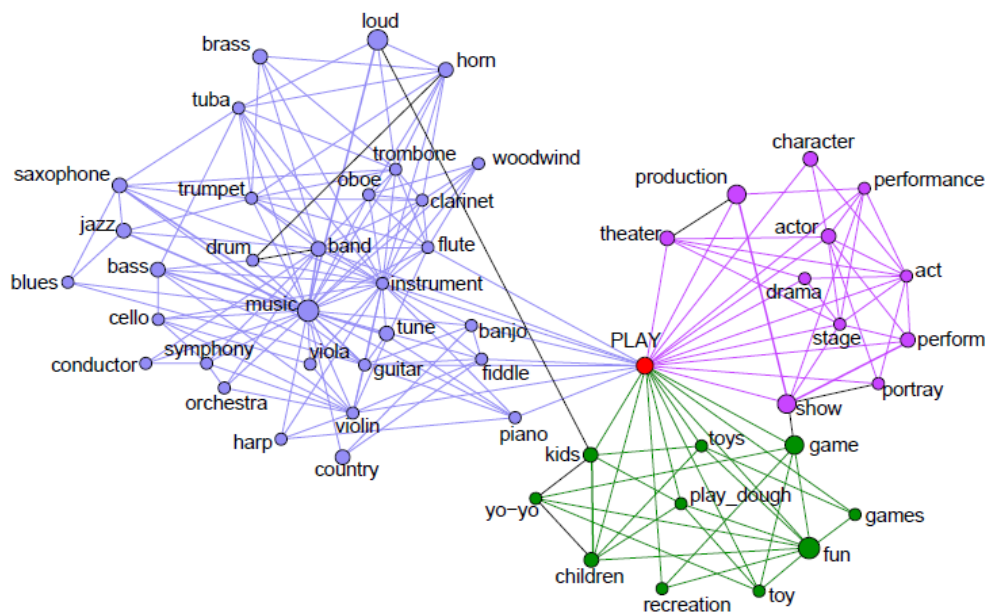 loud
brass
horn
tuba
character
trombone
woodwind
production
performance
saxophone
oboe
trumpet
clarinet
jazz
theater
actor
drum
band
flute
bass
act
blues
instrument
drama
music
cello
tune
banjo
stage
PLAY
perform
symphony
conductor
viola
guitar
fiddle
portray
orchestra
show
violin
piano
harp
toys
game
country
kids
play_dough
yo-yo
games
fun
children
toy
recreation